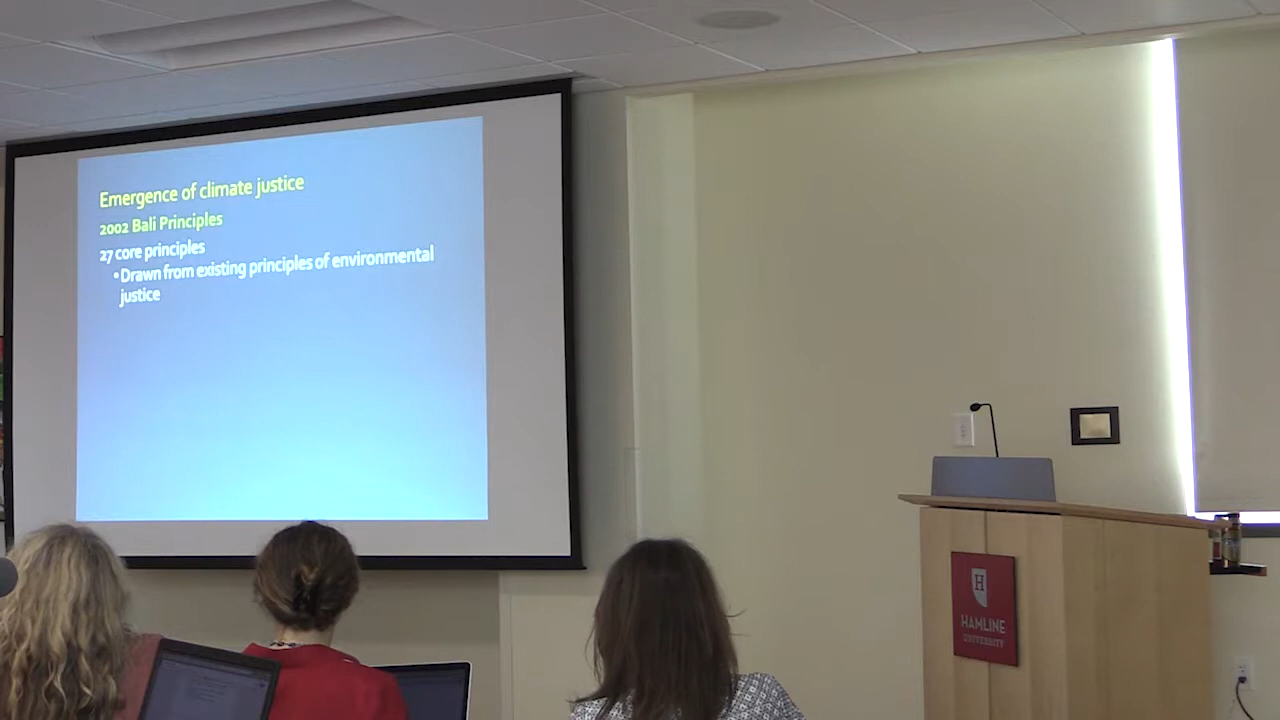 Emergence of climate justice
2002 Bali Principles
27 core principles
• Drawn from existing principles of environmental
justice
H
HAMLINE
UNIVERSITY